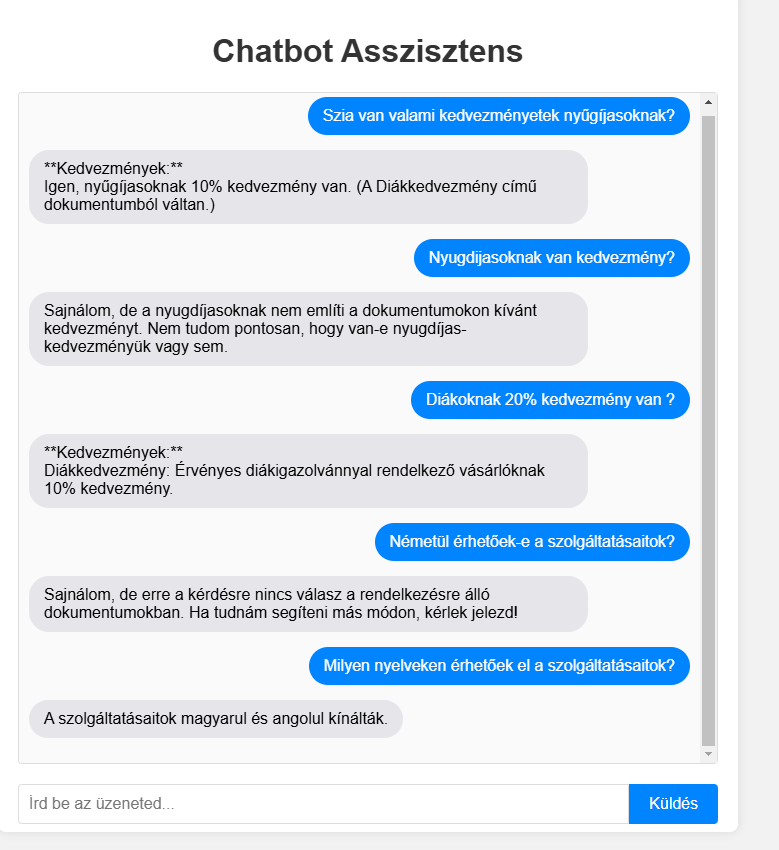 Chatbot Asszisztens
Szia van valami kedvezményetek nyűgíjasoknak?
**Kedvezmények:**
Igen, nyűgíjasoknak 10% kedvezmény van. (A Diákkedvezmény című
dokumentumból váltan.)
Nyugdijasoknak van kedvezmény?
Sajnálom, de a nyugdíjasoknak nem említi a dokumentumokon kívánt
kedvezményt. Nem tudom pontosan, hogy van-e nyugdíjas-
kedvezményük vagy sem.
Diákoknak 20% kedvezmény van ?
**Kedvezmények:**
Diákkedvezmény: Érvényes diákigazolvánnyal rendelkező vásárlóknak
10% kedvezmény.
Németül érhetőek-e a szolgáltatásaitok?
Sajnálom, de erre a kérdésre nincs válasz a rendelkezésre álló
dokumentumokban. Ha tudnám segíteni más módon, kérlek jelezd!
Milyen nyelveken érhetőek el a szolgáltatásaitok?
A szolgáltatásaitok magyarul és angolul kínálták.
Írd be az üzeneted...
Küldés